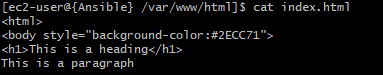 [ec2-user@{Ansible} /var/www/html]$ cat index.html
<html>
<body style="background-color:#2ECC71">
<h1>This is a heading</h1>
This is a paragraph